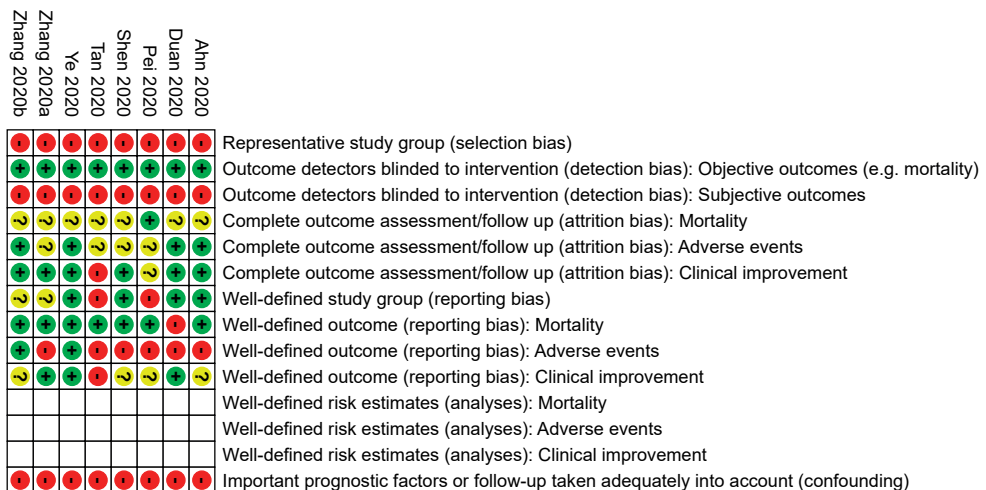 Zhang 2020b
Zhang 2020a
Ye 2020
Tan 2020
Shen 2020
Pei 2020
Duan 2020
Ahn 2020
- - - - - - - - Representative study group (selection bias)
+ + + + + + + + Outcome detectors blinded to intervention (detection bias): Objective outcomes (e.g. mortality)
- - - - - - - - Outcome detectors blinded to intervention (detection bias): Subjective outcomes
? ? ? ? ? + ? ? Complete outcome assessment/follow up (attrition bias): Mortality
+ ? + ? ? ? + + Complete outcome assessment/follow up (attrition bias): Adverse events
+ + + - + ? + + Complete outcome assessment/follow up (attrition bias): Clinical improvement
? ? + - + - + + Well-defined study group (reporting bias)
+ + + + + + - + Well-defined outcome (reporting bias): Mortality
+ - + - - - - - Well-defined outcome (reporting bias): Adverse events
? + + - ? ? + ? Well-defined outcome (reporting bias): Clinical improvement
Well-defined risk estimates (analyses): Mortality
Well-defined risk estimates (analyses): Adverse events
Well-defined risk estimates (analyses): Clinical improvement
- - - - - - - - Important prognostic factors or follow-up taken adequately into account (confounding)